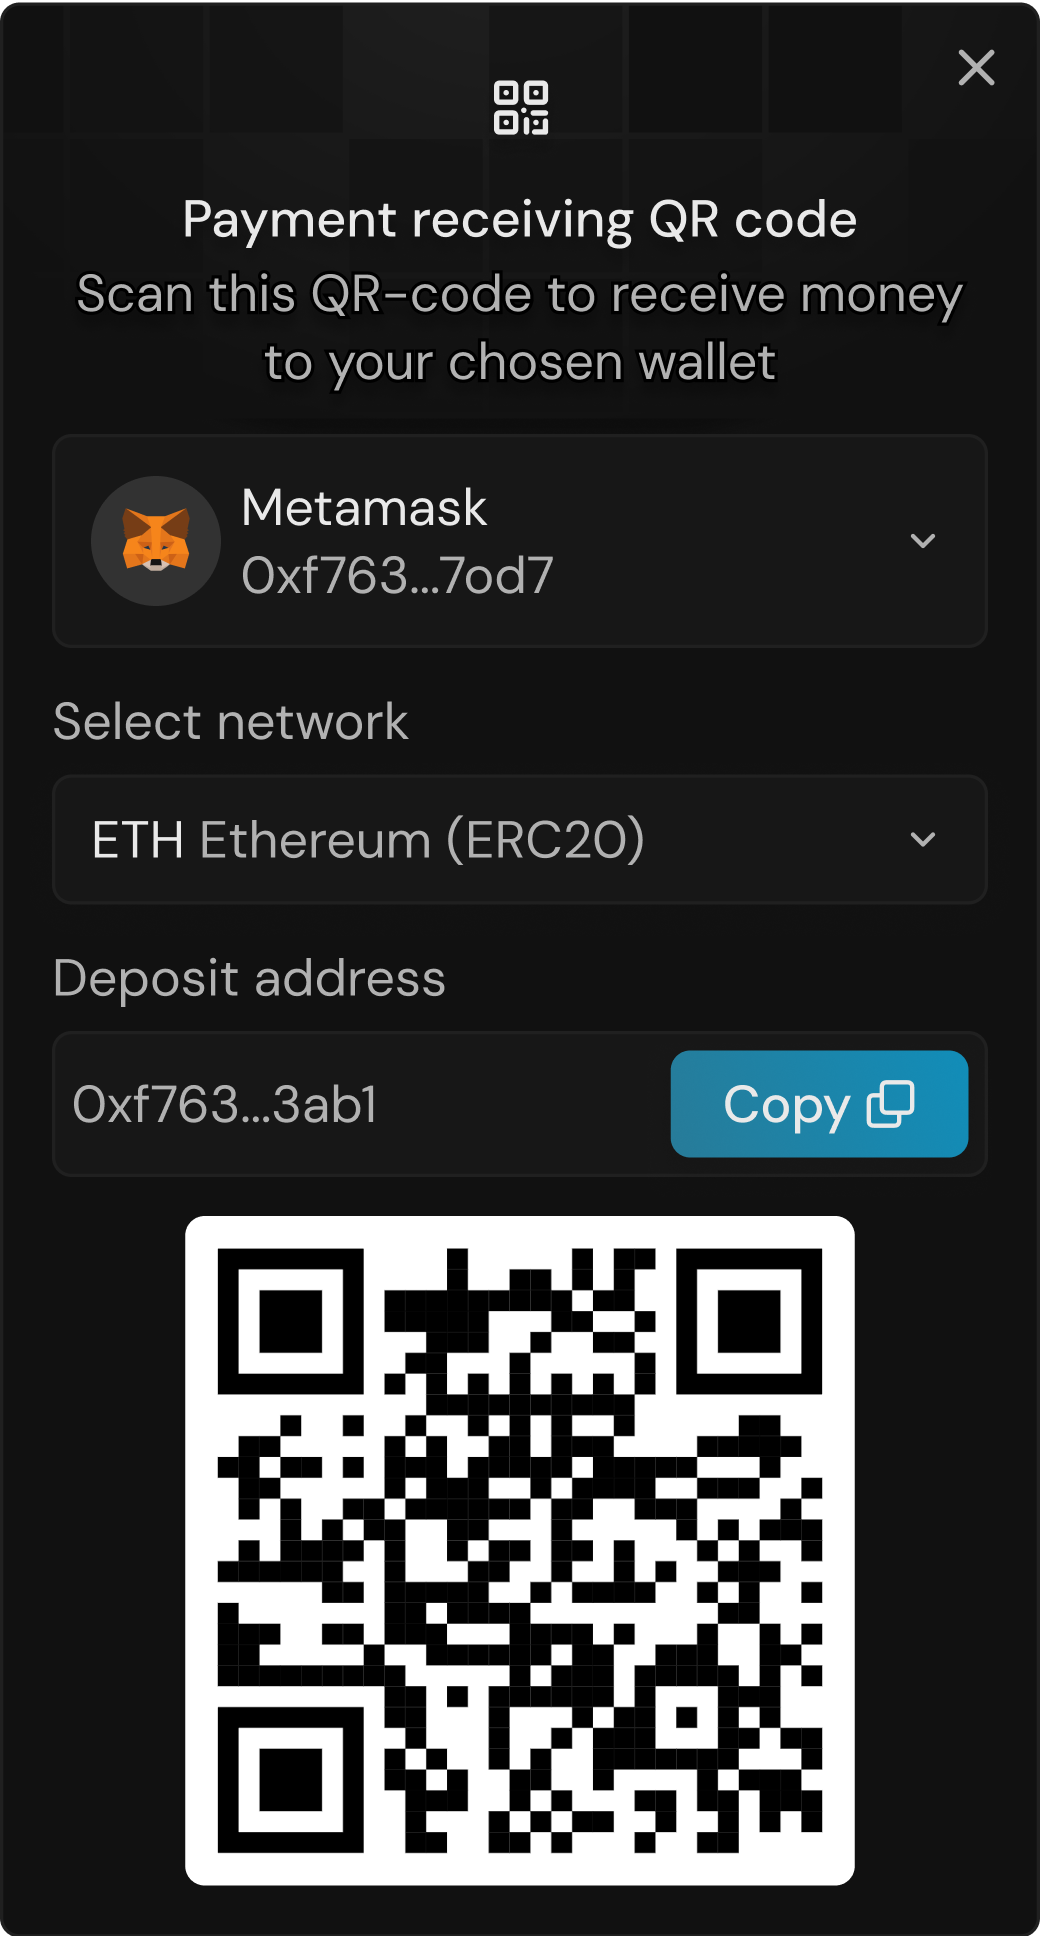 Payment receiving QR code
Scan this QR-code to receive money
to your chosen wallet
Metamask
0xf763...7od7
Select network
ETH Ethereum (ERC20)
Deposit address
0xf763...3ab1
Copy